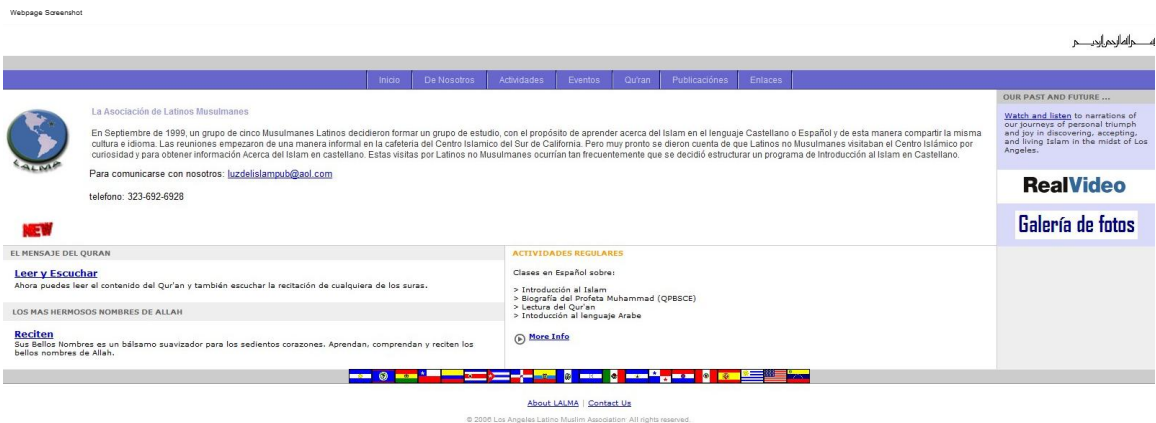 Webpage Screenshot
Inicio De Nosotros Actividades Eventos Qu'ran Publicaciónes Enlaces
LALMA
La Asociación de Latinos Musulmanes
En Septiembre de 1999, un grupo de cinco Musulmanes Latinos decidieron formar un grupo de estudio, con el propósito de aprender acerca del Islam en el lenguaje Castellano o Español y de esta manera compartir la misma
cultura e idioma. Las reuniones empezaron de una manera informal en la cafeteria del Centro Islamico del Sur de California. Pero muy pronto se dieron cuenta de que Latinos no Musulmanes visitaban el Centro Islámico por
curiosidad y para obtener información Acerca del Islam en castellano. Estas visitas por Latinos no Musulmanes ocurrían tan frecuentemente que se decidió estructurar un programa de Introducción al Islam en Castellano.
Para comunicarse con nosotros: luzdelislampub@aol.com
telefono: 323-692-6928
NEW
OUR PAST AND FUTURE ...
Watch and listen to narrations of
our journeys of personal triumph
and joy in discovering, accepting,
and living Islam in the midst of Los
Angeles.
RealVideo
Galería de fotos
EL MENSAJE DEL QURAN
Leer y Escuchar
Ahora puedes leer el contenido del Qur'an y también escuchar la recitación de cualquiera de los suras.
LOS MAS HERMOSOS NOMBRES DE ALLAH
Reciten
Sus Bellos Nombres es un bálsamo suavizador para los sedientos corazones. Aprendan, comprendan y reciten los
bellos nombres de Allah.
ACTIVIDADES REGULARES
Clases en Español sobre:
> Introducción al Islam
> Biografía del Profeta Muhammad (QPBSCE)
> Lectura del Qur'an
> Intoducción al lenguaje Arabe
More Info
About LALMA | Contact Us
© 2006 Los Angeles Latino Muslim Association· All rights reserved.